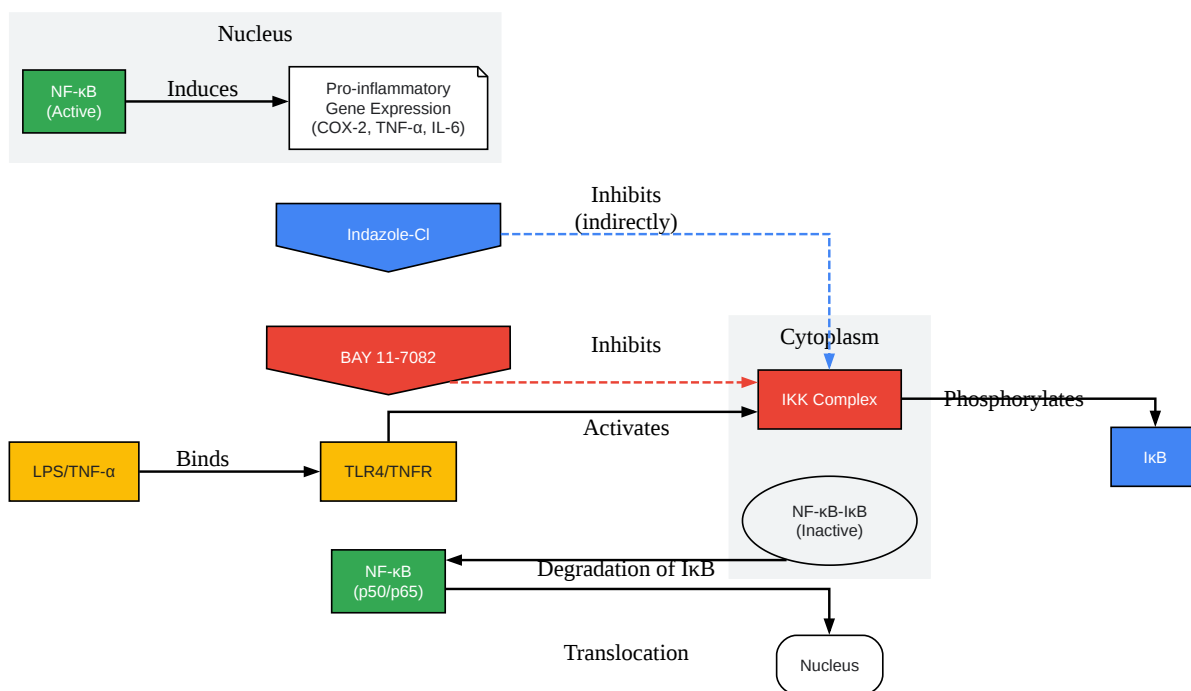 Nucleus
NF-κB
(Active)
Induces
Pro-inflammatory
Gene Expression
(COX-2, TNF-α, IL-6)
Inhibits
(indirectly)
Indazole-Cl
BAY 11-7082
Inhibits
Cytoplasm
IKK Complex
Phosphorylates
Activates
LPS/TNF-α
Binds
TLR4/TNFR
IκB
NF-κB-IκB
(Inactive)
NF-κB
(p50/p65)
Degradation of IκB
Translocation
Nucleus